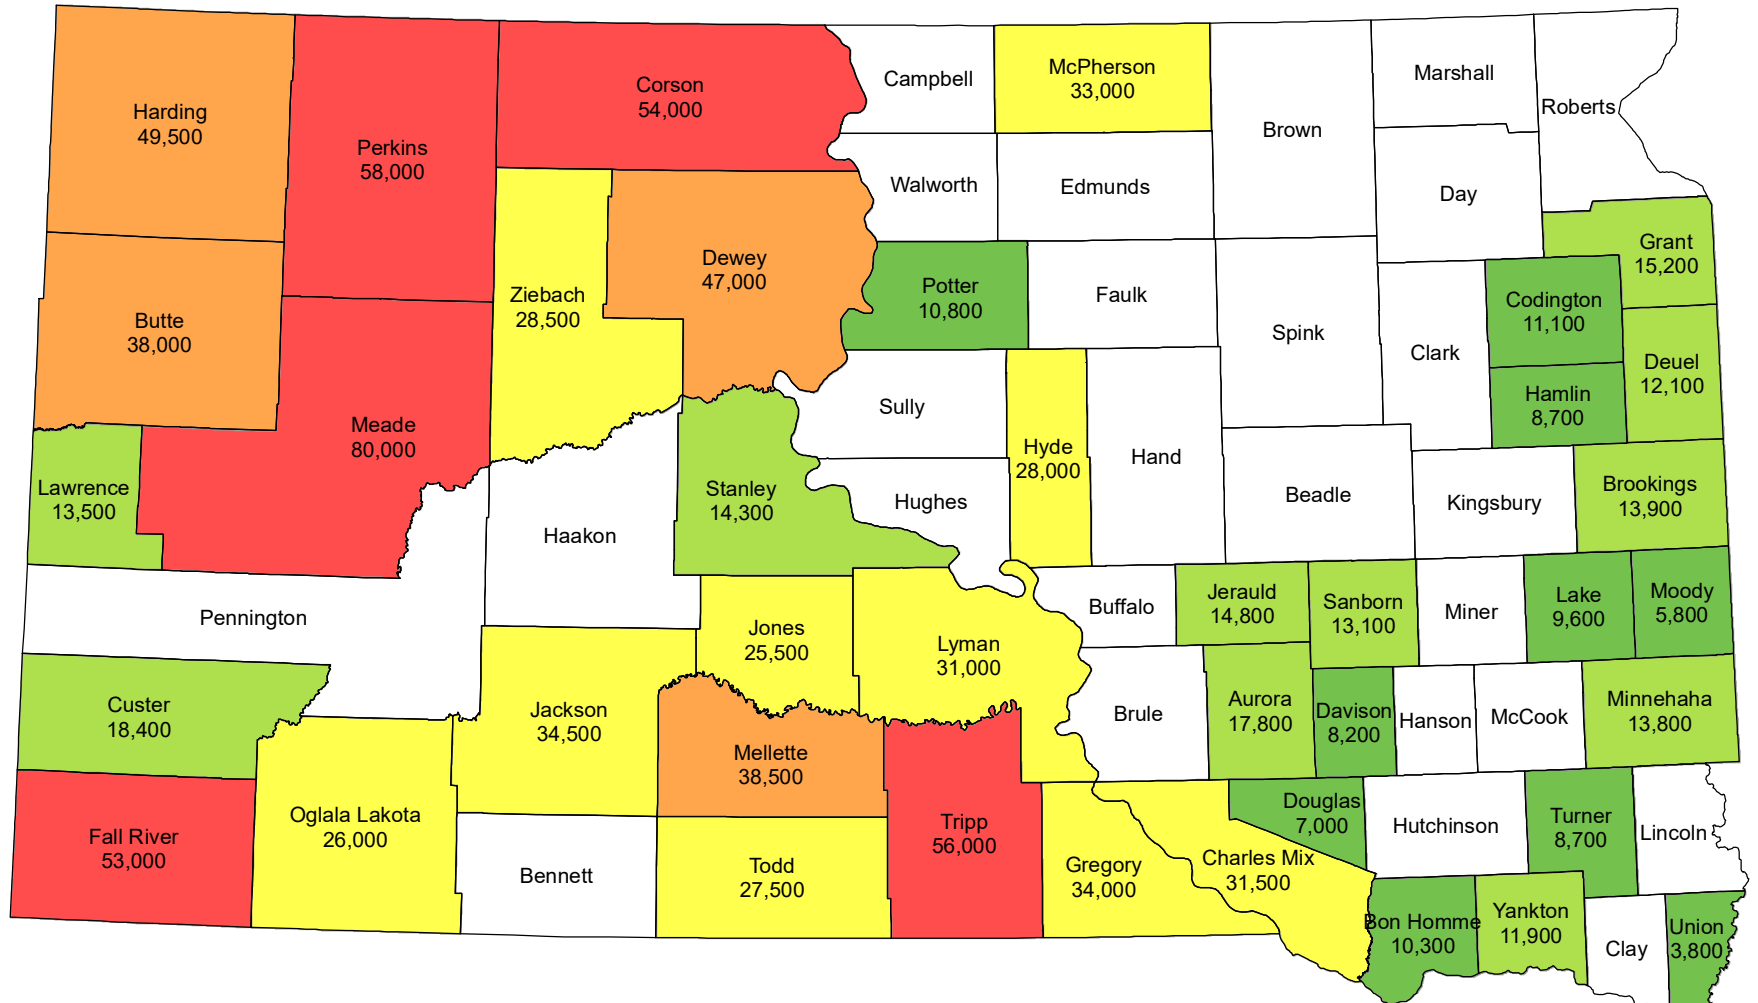 Harding
49,500
Perkins
58,000
Corson
54,000
Campbell
McPherson
33,000
Brown
Marshall
Roberts
Walworth
Edmunds
Day
Butte
38,000
Ziebach
28,500
Dewey
47,000
Potter
10,800
Faulk
Spink
Clark
Codington
11,100
Grant
15,200
Deuel
12,100
Hamlin
8,700
Meade
80,000
Lawrence
13,500
Haakon
Stanley
14,300
Sully
Hughes
Hyde
28,000
Hand
Beadle
Kingsbury
Brookings
13,900
Pennington
Custer
18,400
Jackson
34,500
Jones
25,500
Lyman
31,000
Buffalo
Jerauld
14,800
Sanborn
13,100
Miner
Lake
9,600
Moody
5,800
Mellette
38,500
Brule
Aurora
17,800
Davison
8,200
Hanson
McCook
Minnehaha
13,800
Fall River
53,000
Oglala Lakota
26,000
Bennett
Todd
27,500
Tripp
56,000
Gregory
34,000
Charles Mix
31,500
Douglas
7,000
Hutchinson
Turner
8,700
Lincoln
Bon Homme
10,300
Yankton
11,900
Clay
Union
3,800